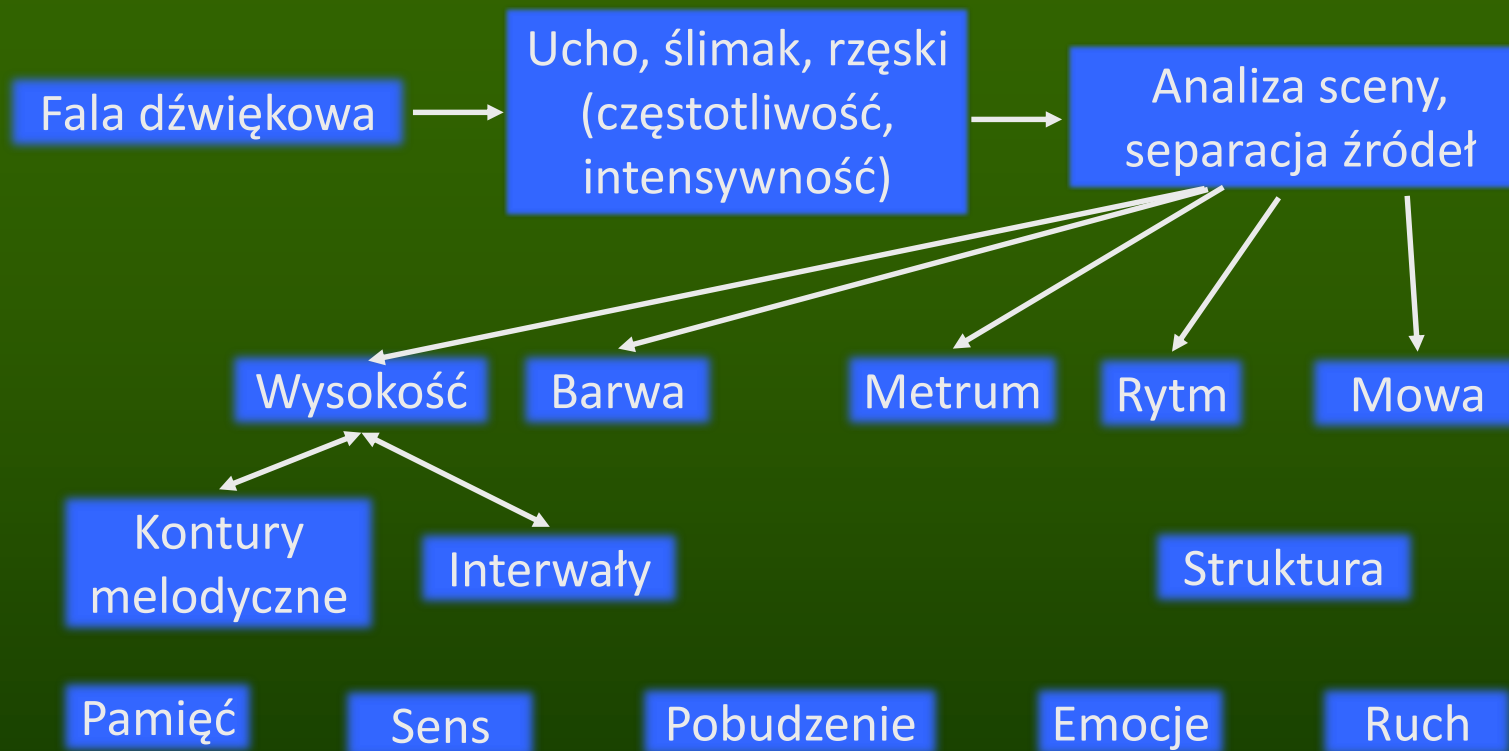 Fala dźwiękowa
Ucho, ślimak, rzęski
(częstotliwość,
intensywność)
Analiza sceny,
separacja źródeł
Wysokość
Barwa
Metrum
Rytm
Mowa
Kontury
melodyczne
Interwały
Struktura
Pamięć
Sens
Pobudzenie
Emocje
Ruch